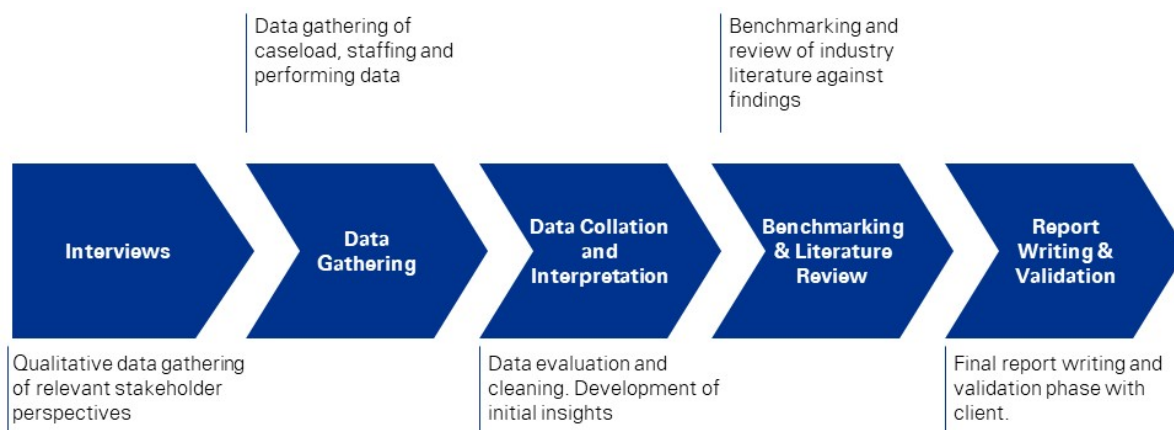 Data gathering of
caseload, staffing and
performing data
Benchmarking and
review of industry
literature against
findings
Interviews
Data
Gathering
Data Collation
and
Interpretation
Benchmarking
& Literature
Review
Report
Writing &
Validation
Qualitative data gathering
of relevant stakeholder
perspectives
Data evaluation and
cleaning. Development of
initial insights
Final report writing and
validation phase with
client.